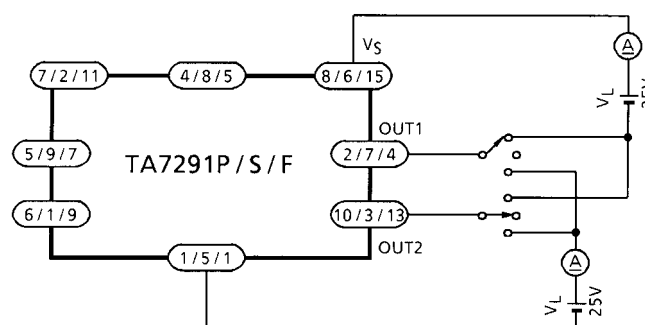 VS
A
7/2/11
4/8/5
8/6/15
VL
25V
OUT1
5/9/7
TA7291P/S/F
2/7/4
6/1/9
10/3/13
OUT2
1/5/1
A
VL
25V